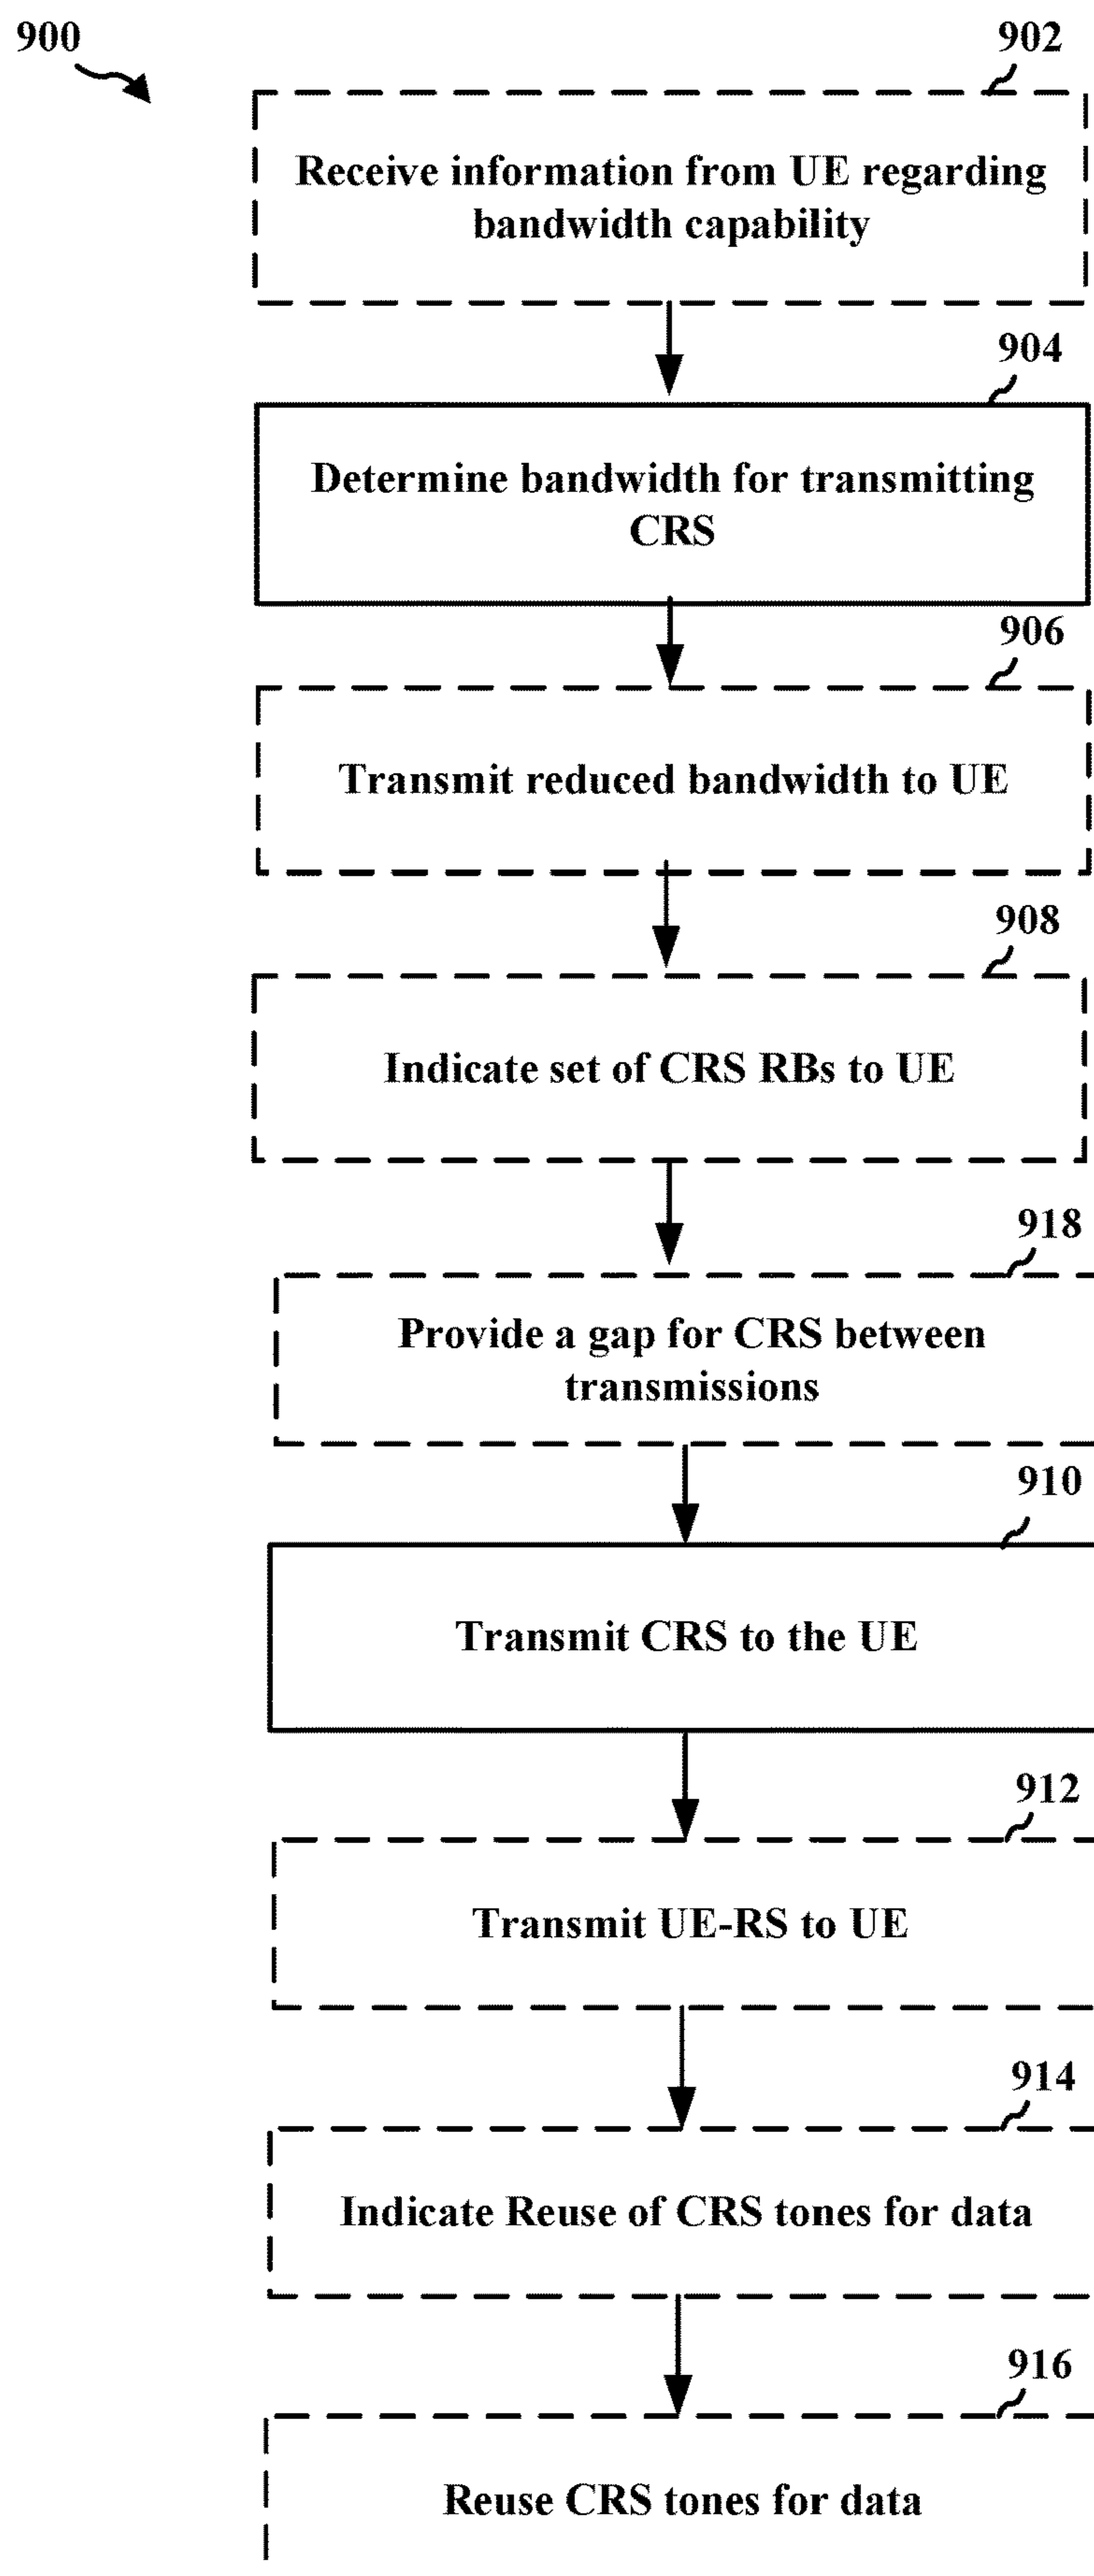 900
902
Receive information from UE regarding
bandwidth capability
904
Determine bandwidth for transmitting
CRS
906
Transmit reduced bandwidth to UE
908
Indicate set of CRS RBs to UE
918
Provide a gap for CRS between
transmissions
910
Transmit CRS to the UE
912
Transmit UE-RS to UE
914
Indicate Reuse of CRS tones for data
916
Reuse CRS tones for data